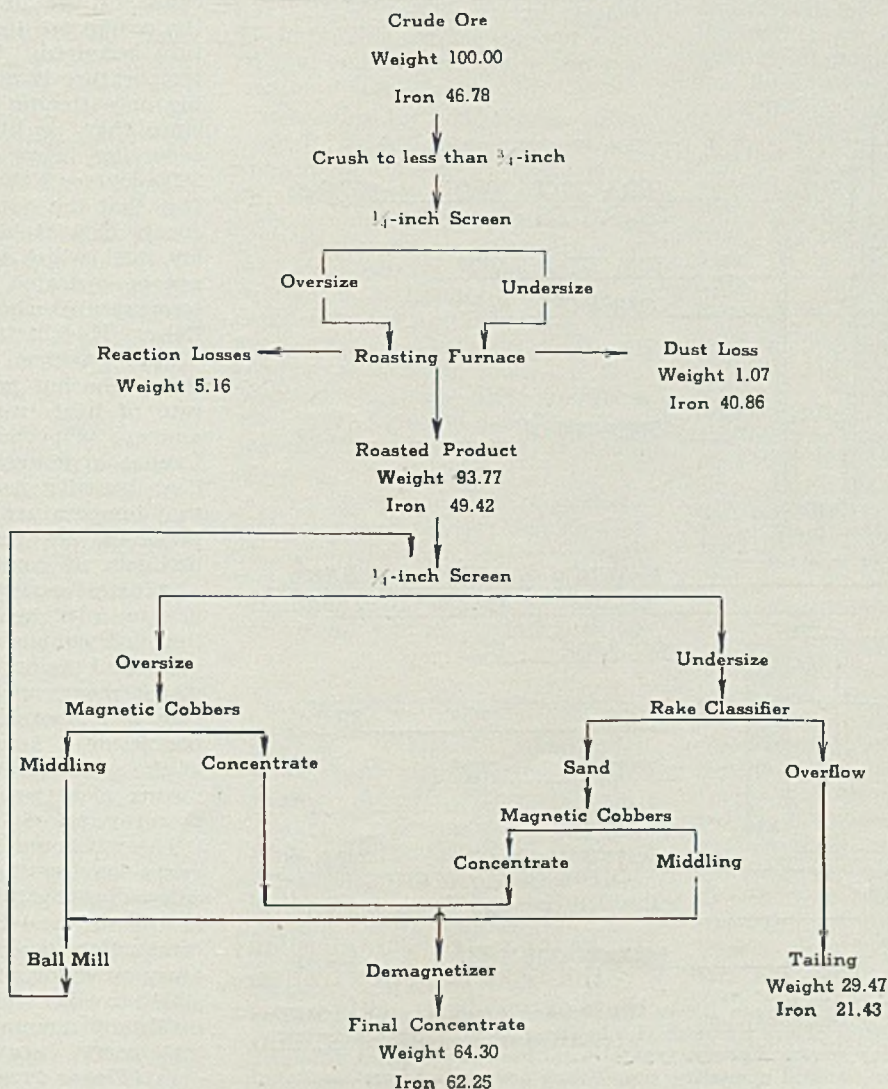 Crude Ore
Weight 100.00
Iron 46.78
Crush to less than ¾-inch
¼-inch Screen
Oversize
Undersize
Reaction Losses
Weight 5.16
Roasting Furnace
Dust Loss
Weight 1.07
Iron 40.86
Roasted Product
Weight 93.77
Iron 49.42
¼-inch Screen
Oversize
Undersize
Magnetic Cobbers
Rake Classifier
Middling
Concentrate
Sand
Overflow
Magnetic Cobbers
Concentrate
Middling
Ball Mill
Demagnetizer
Tailing
Weight 29.47
Iron 21.43
Final Concentrate
Weight 64.30
Iron 62.25